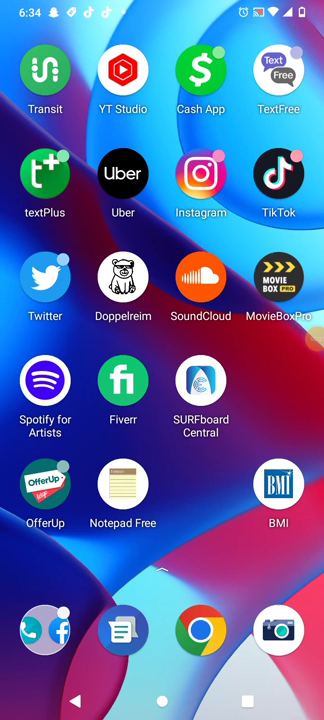 6:34
Transit
YT Studio
Cash App
TextFree
Text
Free
textPlus
Uber
Instagram
TikTok
t+
Uber
Twitter
Doppelreim
SoundCloud
MovieBoxPro
MOVIE
BOX PRO
Spotify for
Artists
Fiverr
SURFboard
Central
fi
OfferUp
OfferUp
Notepad Free
BMI
BMI